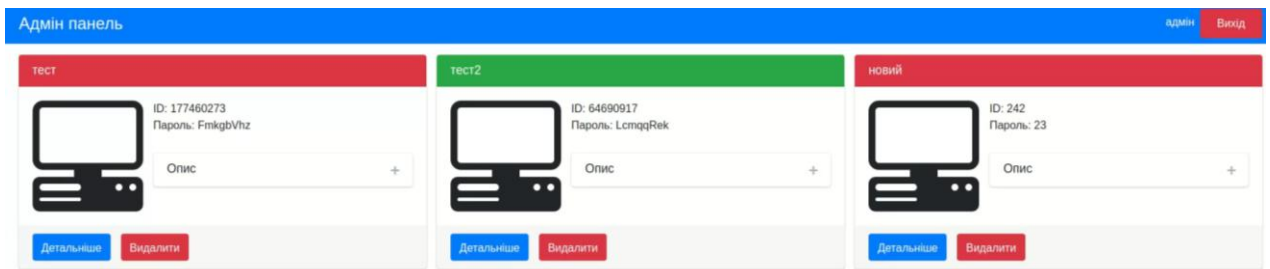 Адмін панель
адмін Вихід
тест
ID: 177460273
Пароль: FmkgbVhz
Опис +
Детальніше Видалити
тест2
ID: 64690917
Пароль: LcmqqRek
Опис +
Детальніше Видалити
новий
ID: 242
Пароль: 23
Опис +
Детальніше Видалити